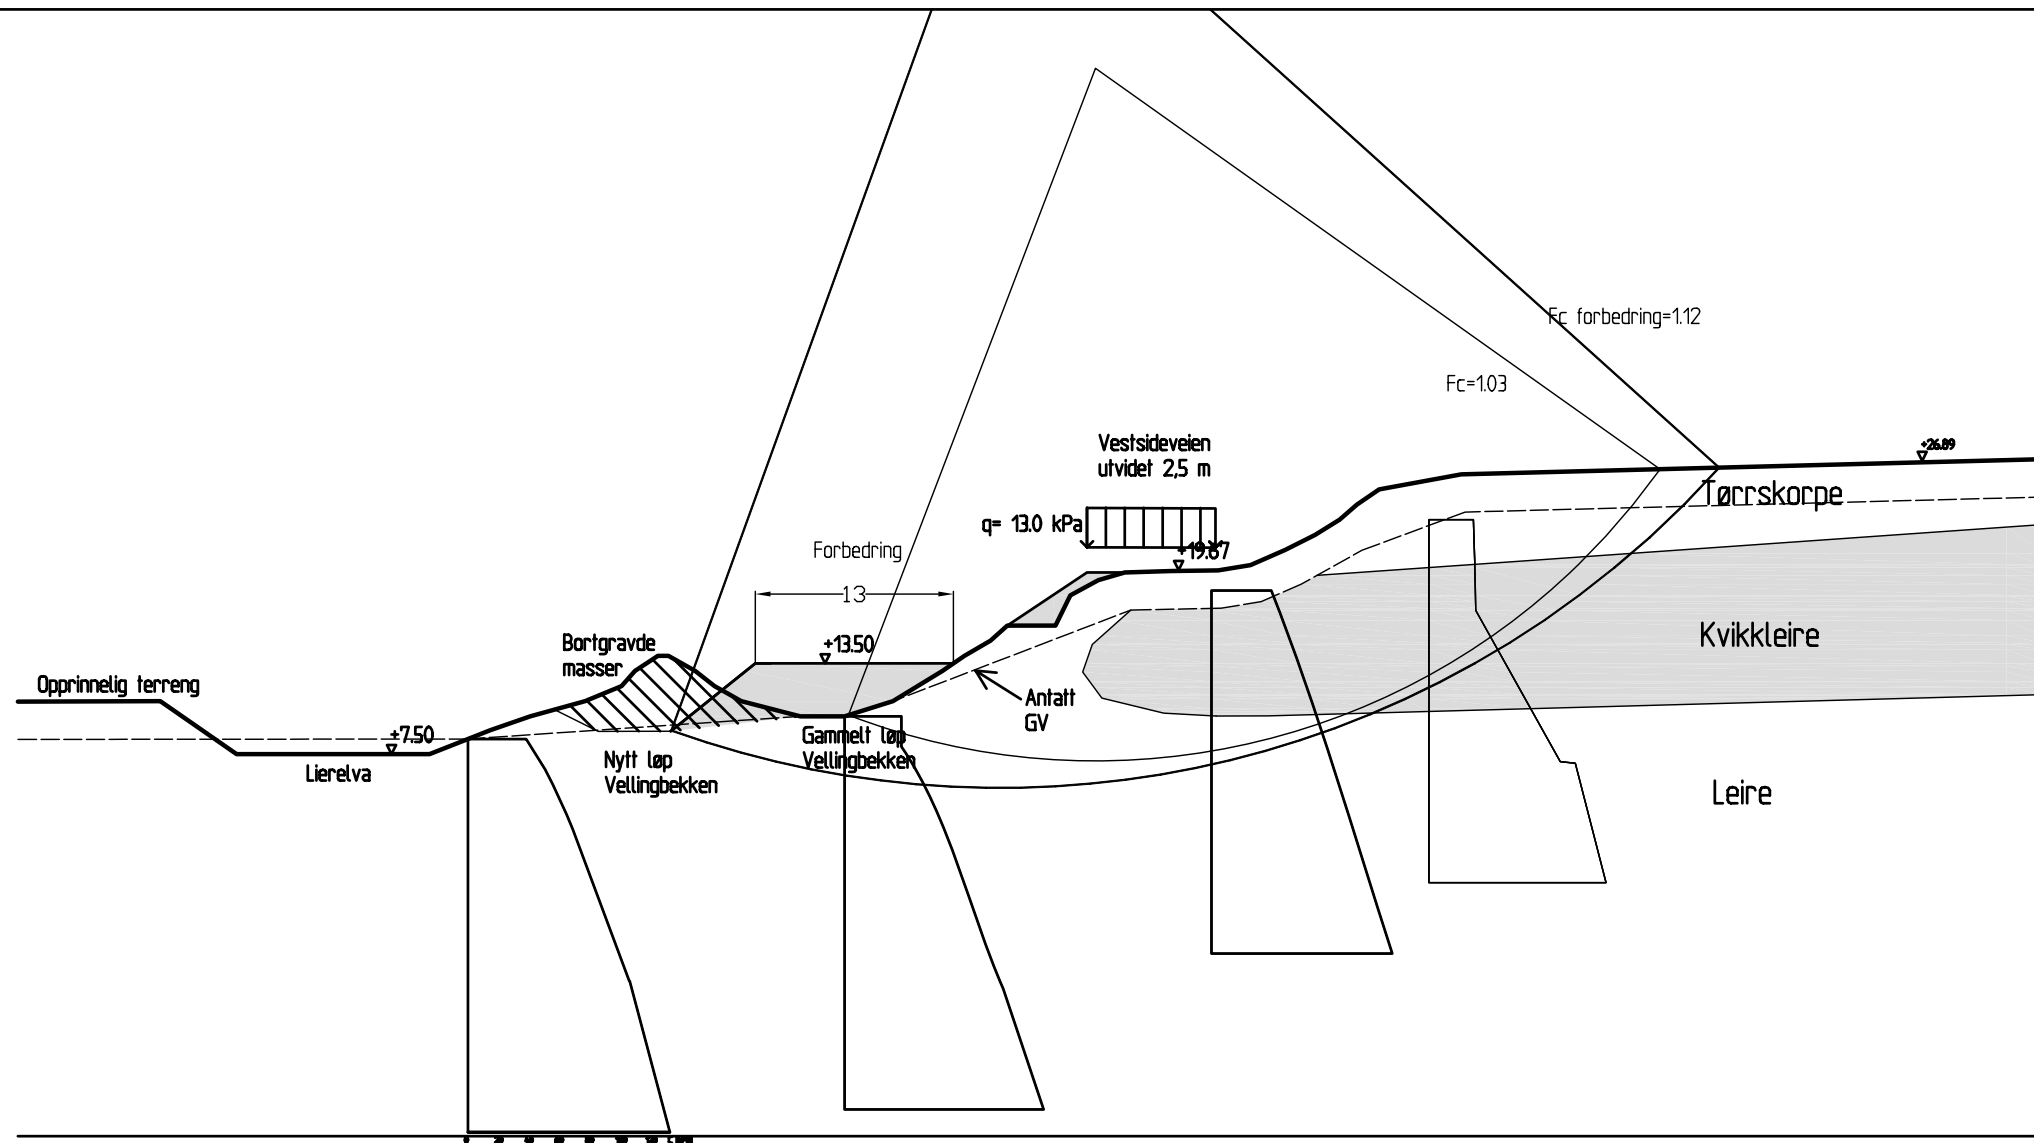 Fc forbedring=1.12
Fc=1.03
Vestsideveien
utvidet 2,5 m
+26.89
Tørrskorpe
q= 13.0 kPa
+19.67
Forbedring
13
+13.50
Bortgravde
masser
Kvikkleire
Opprinnelig terreng
Antatt
GV
+7.50
Gammelt løp
Vellingbekken
Lierelva
Nytt løp
Vellingbekken
Leire